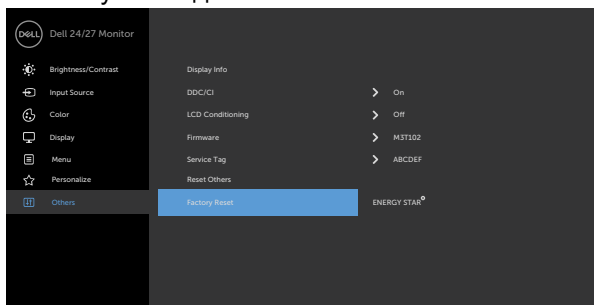 DELL Dell 24/27 Monitor
Brightness/Contrast Display Info
Input Source DDC/CI > On
Color LCD Conditioning > Off
Display Firmware > M3T102
Menu Service Tag > ABCDEF
Personalize Reset Others
Others Factory Reset ENERGY STAR®